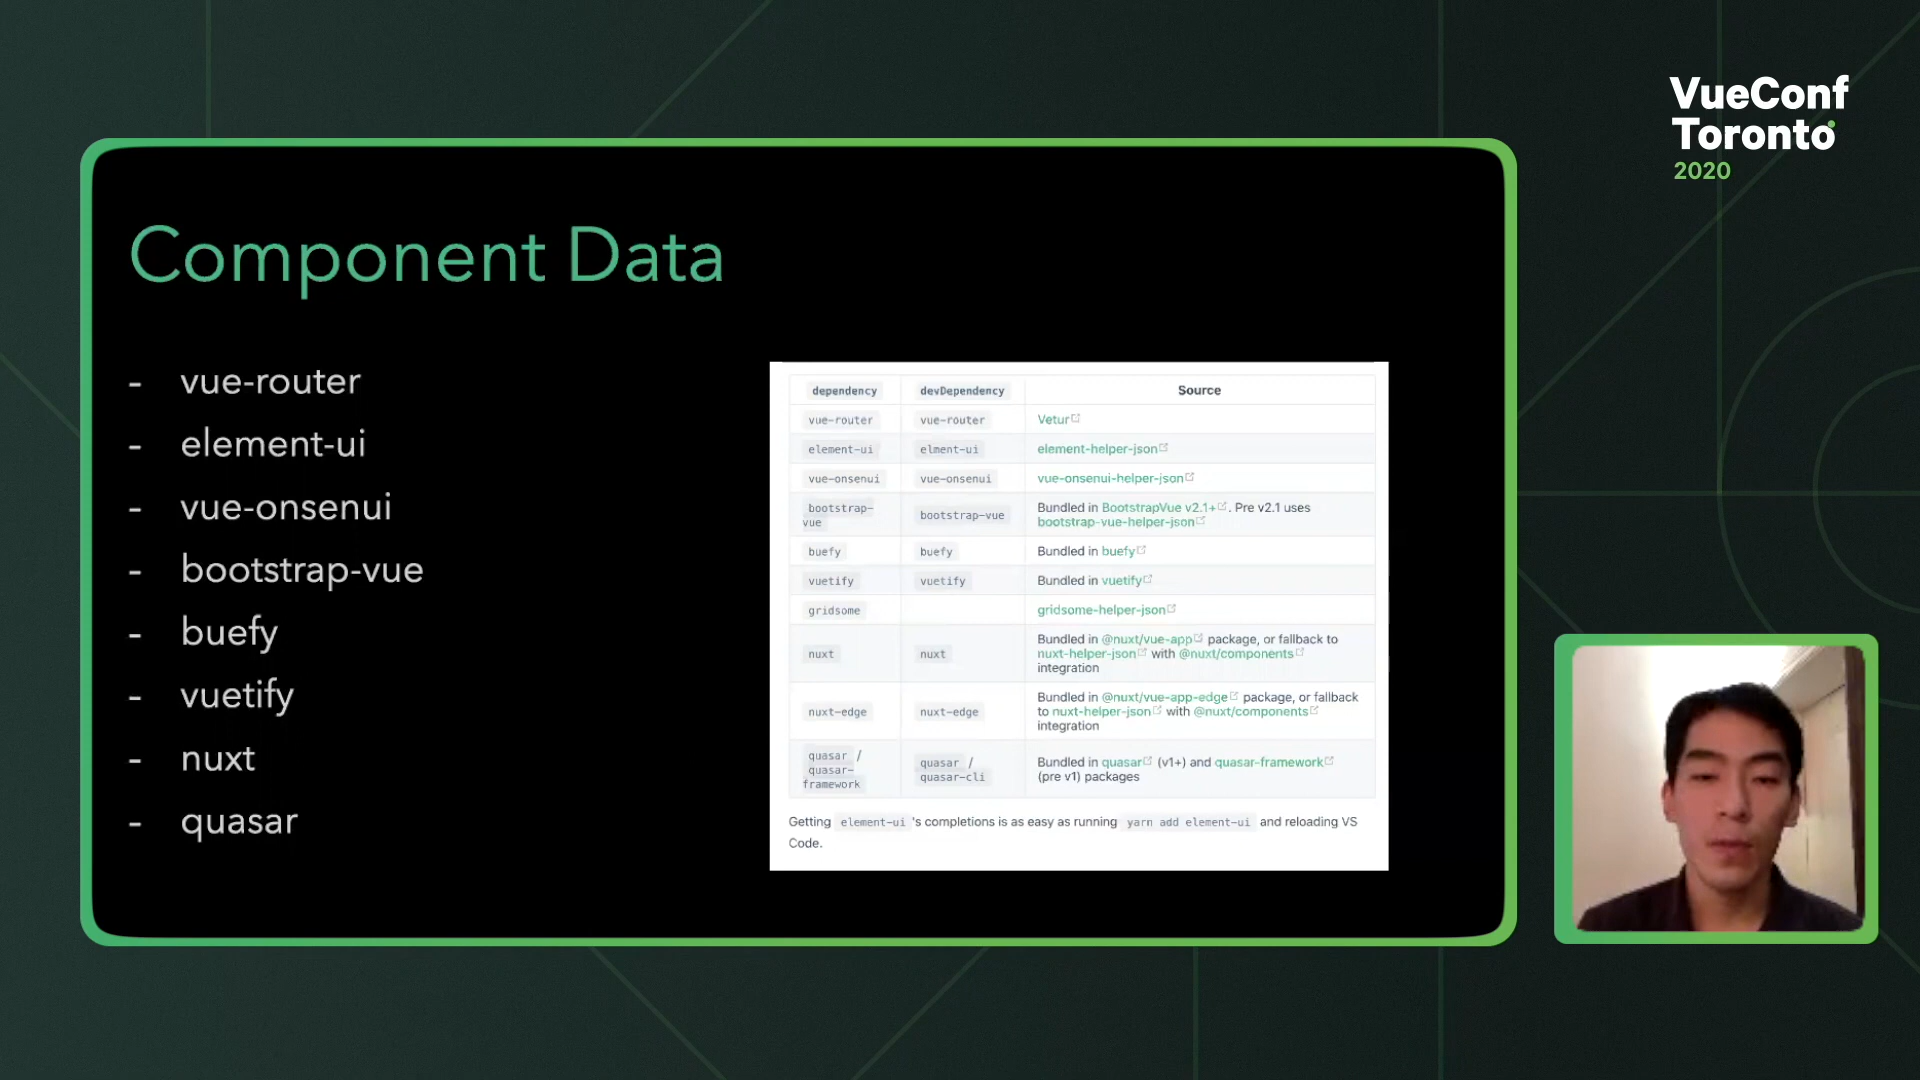 VueConf
Toronto
2020
Component Data
- vue-router
- element-ui
- vue-onsenui
- bootstrap-vue
- buefy
- vuetify
- nuxt
- quasar
dependency devDependency Source
vue-router vue-router Vetur
element-ui elment-ui element-helper-json
vue-onsenui vue-onsenui vue-onsenui-helper-json
bootstrap-
vue
bootstrap-vue
Bundled in BootstrapVue v2.1+. Pre v2.1 uses
bootstrap-vue-helper-json
buefy buefy Bundled in buefy
vuetify vuetify Bundled in vuetify
gridsome gridsome-helper-json
nuxt nuxt
Bundled in @nuxt/vue-app package, or fallback to
nuxt-helper-json with @nuxt/components
integration
nuxt-edge nuxt-edge
Bundled in @nuxt/vue-app-edge package, or fallback
to nuxt-helper-json with @nuxt/components
integration
quasar /
quasar-
framework
quasar /
quasar-cli
Bundled in quasar (v1+) and quasar-framework
(pre v1) packages
Getting element-ui 's completions is as easy as running yarn add element-ui and reloading VS
Code.